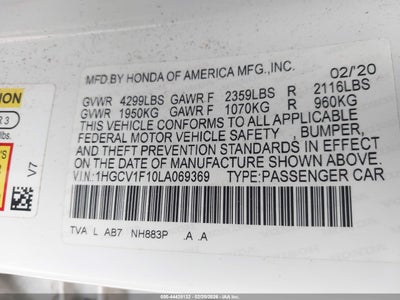 MFD.BY HONDA OF AMERICA MFG.,INC. 02/20
GVWR 4299LBS GAWR F 2359LBS R 2116LBS
GVWR 1950KG GAWR F 1070KG R 960KG
THIS VEHICLE CONFORMS TO ALL APPLICABLE
FEDERAL MOTOR VEHICLE SAFETY , BUMPER,
AND THEFT PREVENTION STANDARDS IN EFFECT
ON THE DATE OF MANUFACTURE SHOWN ABOVE.
V.I.N:1HGCV1F10LA069369 TYPE:PASSENGER CAR
TVA L AB7 NH883P .A .A
V7
lbs.